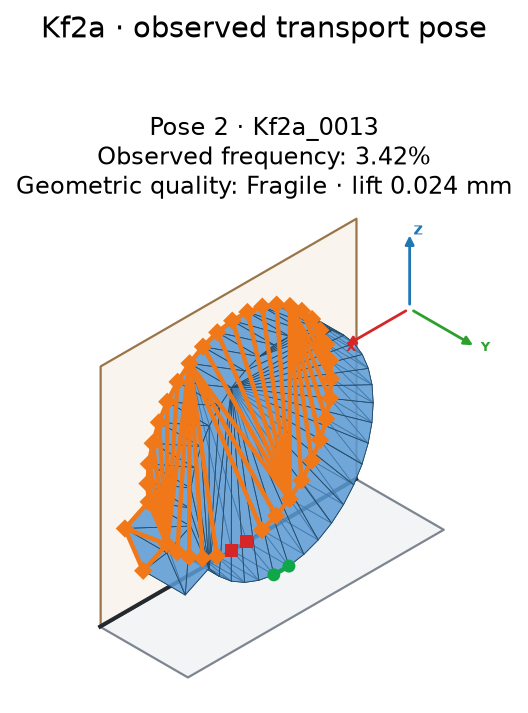 Kf2a · observed transport pose
Pose 2 · Kf2a_0013
Observed frequency: 3.42%
Geometric quality: Fragile · lift 0.024 mm
Z
X
Y